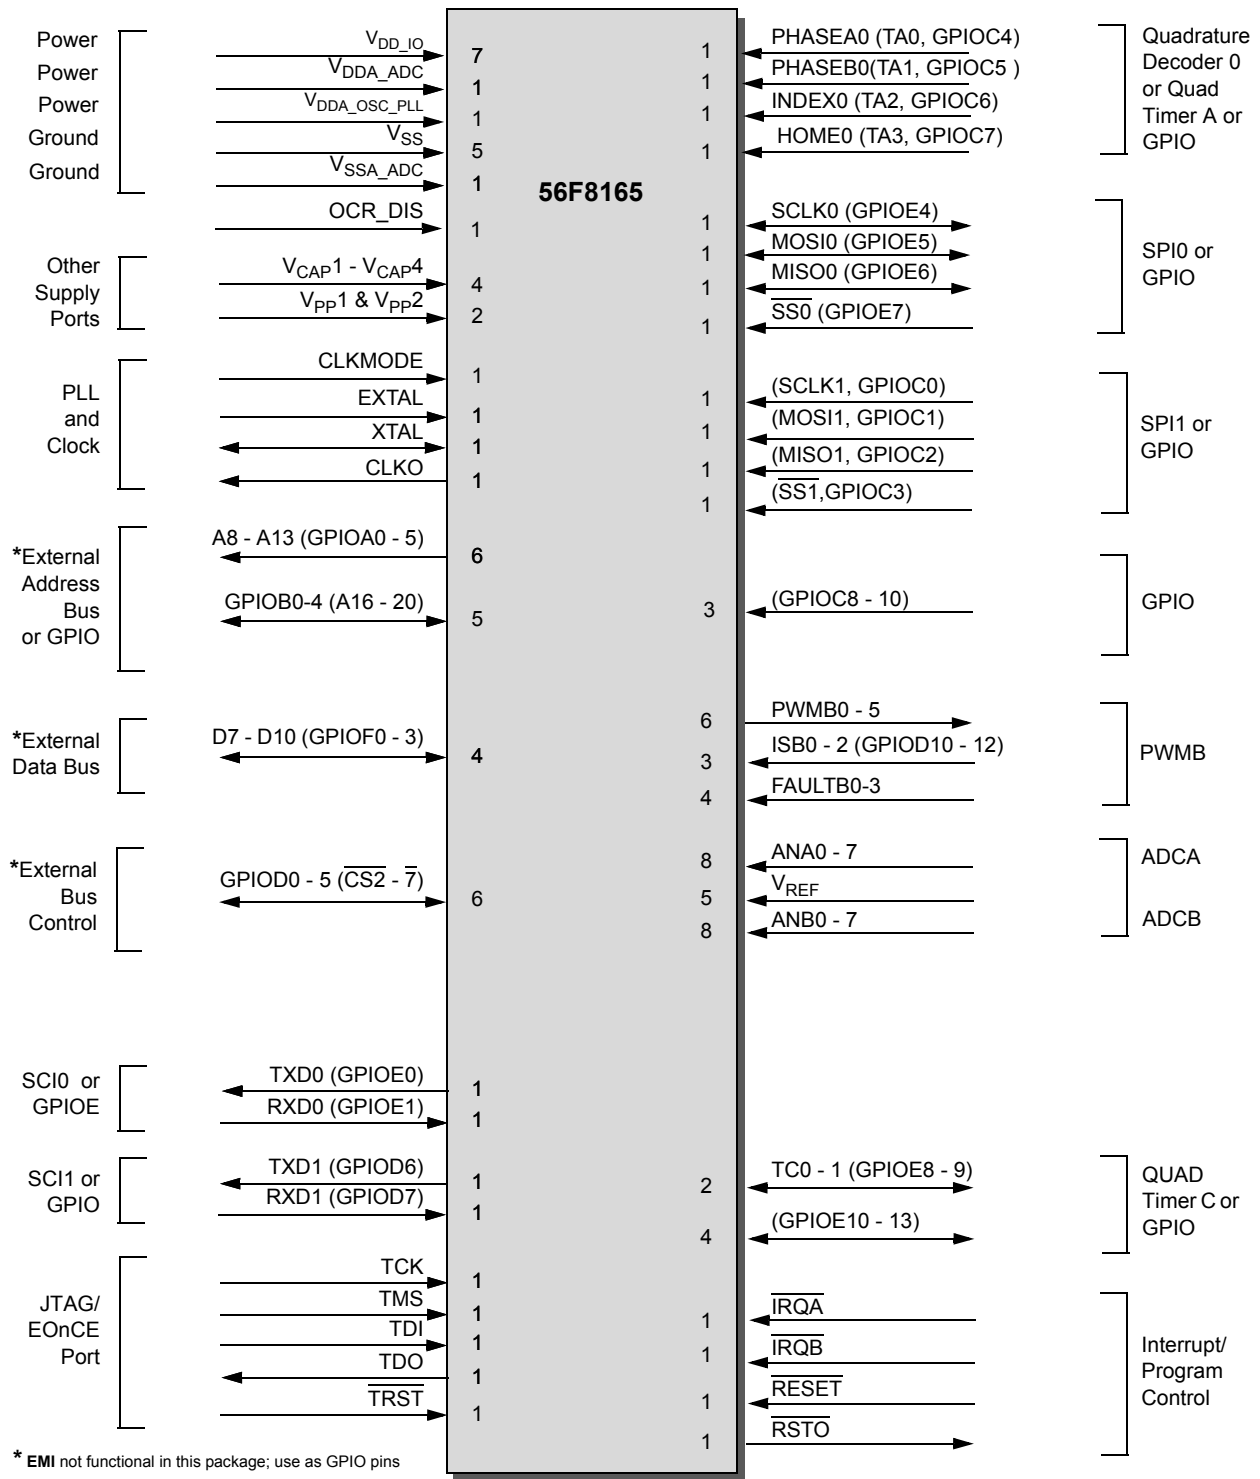 Power
V_DD_IO
7
Power
V_DDA_ADC
1
Power
V_DDA_OSC_PLL
1
Ground
V_SS
5
Ground
V_SSA_ADC
1
OCR_DIS
1
Other
Supply
Ports
V_CAP1 - V_CAP4
4
V_PP1 & V_PP2
2
PLL
and
Clock
CLKMODE
1
EXTAL
1
XTAL
1
CLKO
1
*External
Address
Bus
or GPIO
A8 - A13 (GPIOA0 - 5)
6
GPIOB0-4 (A16 - 20)
5
*External
Data Bus
D7 - D10 (GPIOF0 - 3)
4
*External
Bus
Control
GPIOD0 - 5 (C̅S̅2̅ - 7̅)
6
SCI0 or
GPIOE
TXD0 (GPIOE0)
1
RXD0 (GPIOE1)
1
SCI1 or
GPIO
TXD1 (GPIOD6)
1
RXD1 (GPIOD7)
1
JTAG/
EOnCE
Port
TCK
1
TMS
1
TDI
1
TDO
1
T̅R̅S̅T̅
1
* EMI not functional in this package; use as GPIO pins
56F8165
1
PHASEA0 (TA0, GPIOC4)
1
PHASEB0(TA1, GPIOC5 )
1
INDEX0 (TA2, GPIOC6)
1
HOME0 (TA3, GPIOC7)
Quadrature
Decoder 0
or Quad
Timer A or
GPIO
1
SCLK0 (GPIOE4)
1
MOSI0 (GPIOE5)
1
MISO0 (GPIOE6)
1
S̅S̅0̅ (GPIOE7)
SPI0 or
GPIO
1
(SCLK1, GPIOC0)
1
(MOSI1, GPIOC1)
1
(MISO1, GPIOC2)
1
(S̅S̅1̅,GPIOC3)
SPI1 or
GPIO
3
(GPIOC8 - 10)
GPIO
6
PWMB0 - 5
3
ISB0 - 2 (GPIOD10 - 12)
4
FAULTB0-3
PWMB
8
ANA0 - 7
5
V_REF
8
ANB0 - 7
ADCA
ADCB
2
TC0 - 1 (GPIOE8 - 9)
4
(GPIOE10 - 13)
QUAD
Timer C or
GPIO
1
I̅R̅Q̅A̅
1
I̅R̅Q̅B̅
1
R̅E̅S̅E̅T̅
1
R̅S̅T̅O̅
Interrupt/
Program
Control